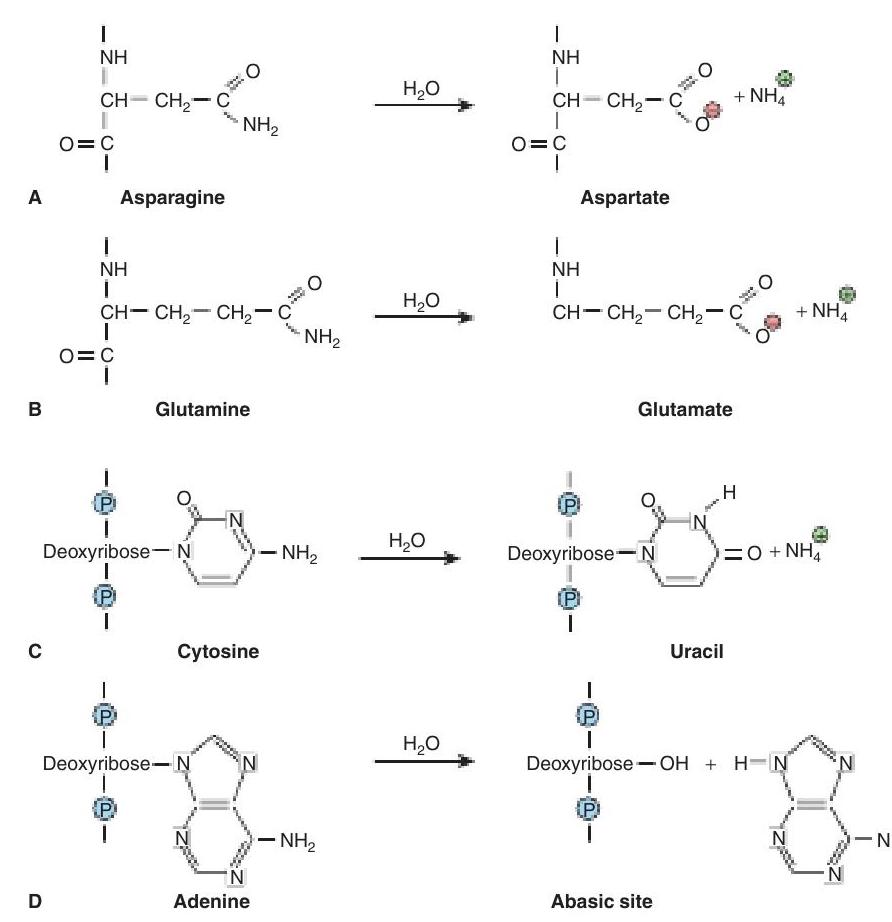 NH
O
CH CH₂ C
NH₂
O=C
H₂O
NH
O
CH CH₂ C
O
+ NH₄ +
O=C
A Asparagine Aspartate
NH
O
CH CH₂ CH₂ C
NH₂
O=C
H₂O
NH
O
CH CH₂ CH₂ C
O
+ NH₄ +
B Glutamine Glutamate
P
O
N
Deoxyribose N NH₂
P
H₂O
P
O
H
N
Deoxyribose N =O + NH₄ +
P
C Cytosine Uracil
P
Deoxyribose N N
P
N NH₂
N
H₂O
P
Deoxyribose OH + H N N
P
N N
N
D Adenine Abasic site